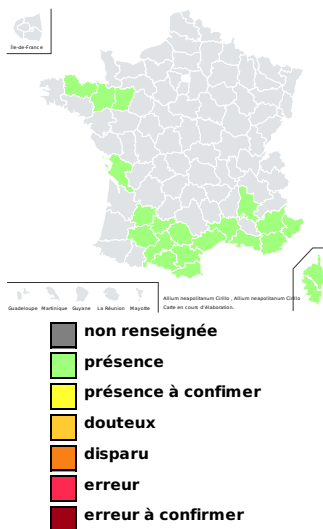 Île-de-France
Guadeloupe Martinique Guyane La Réunion Mayotte
Allium neapolitanum Cirillo , Allium neapolitanum Cirillo
Carte en cours d'élaboration.
non renseignée
présence
présence à confimer
douteux
disparu
erreur
erreur à confirmer